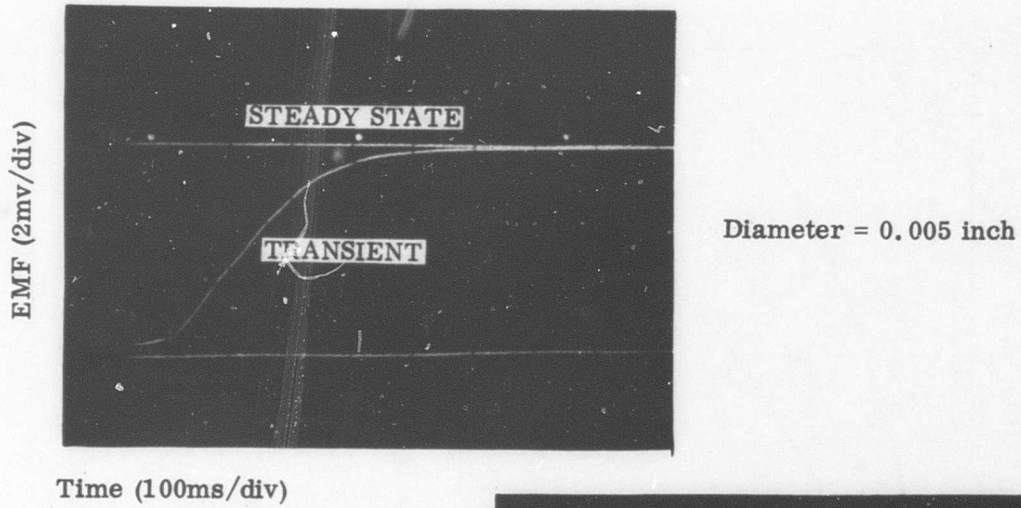 STEADY STATE
EMF (2mv/div)
TRANSIENT
Diameter = 0.005 inch
Time (100ms/div)